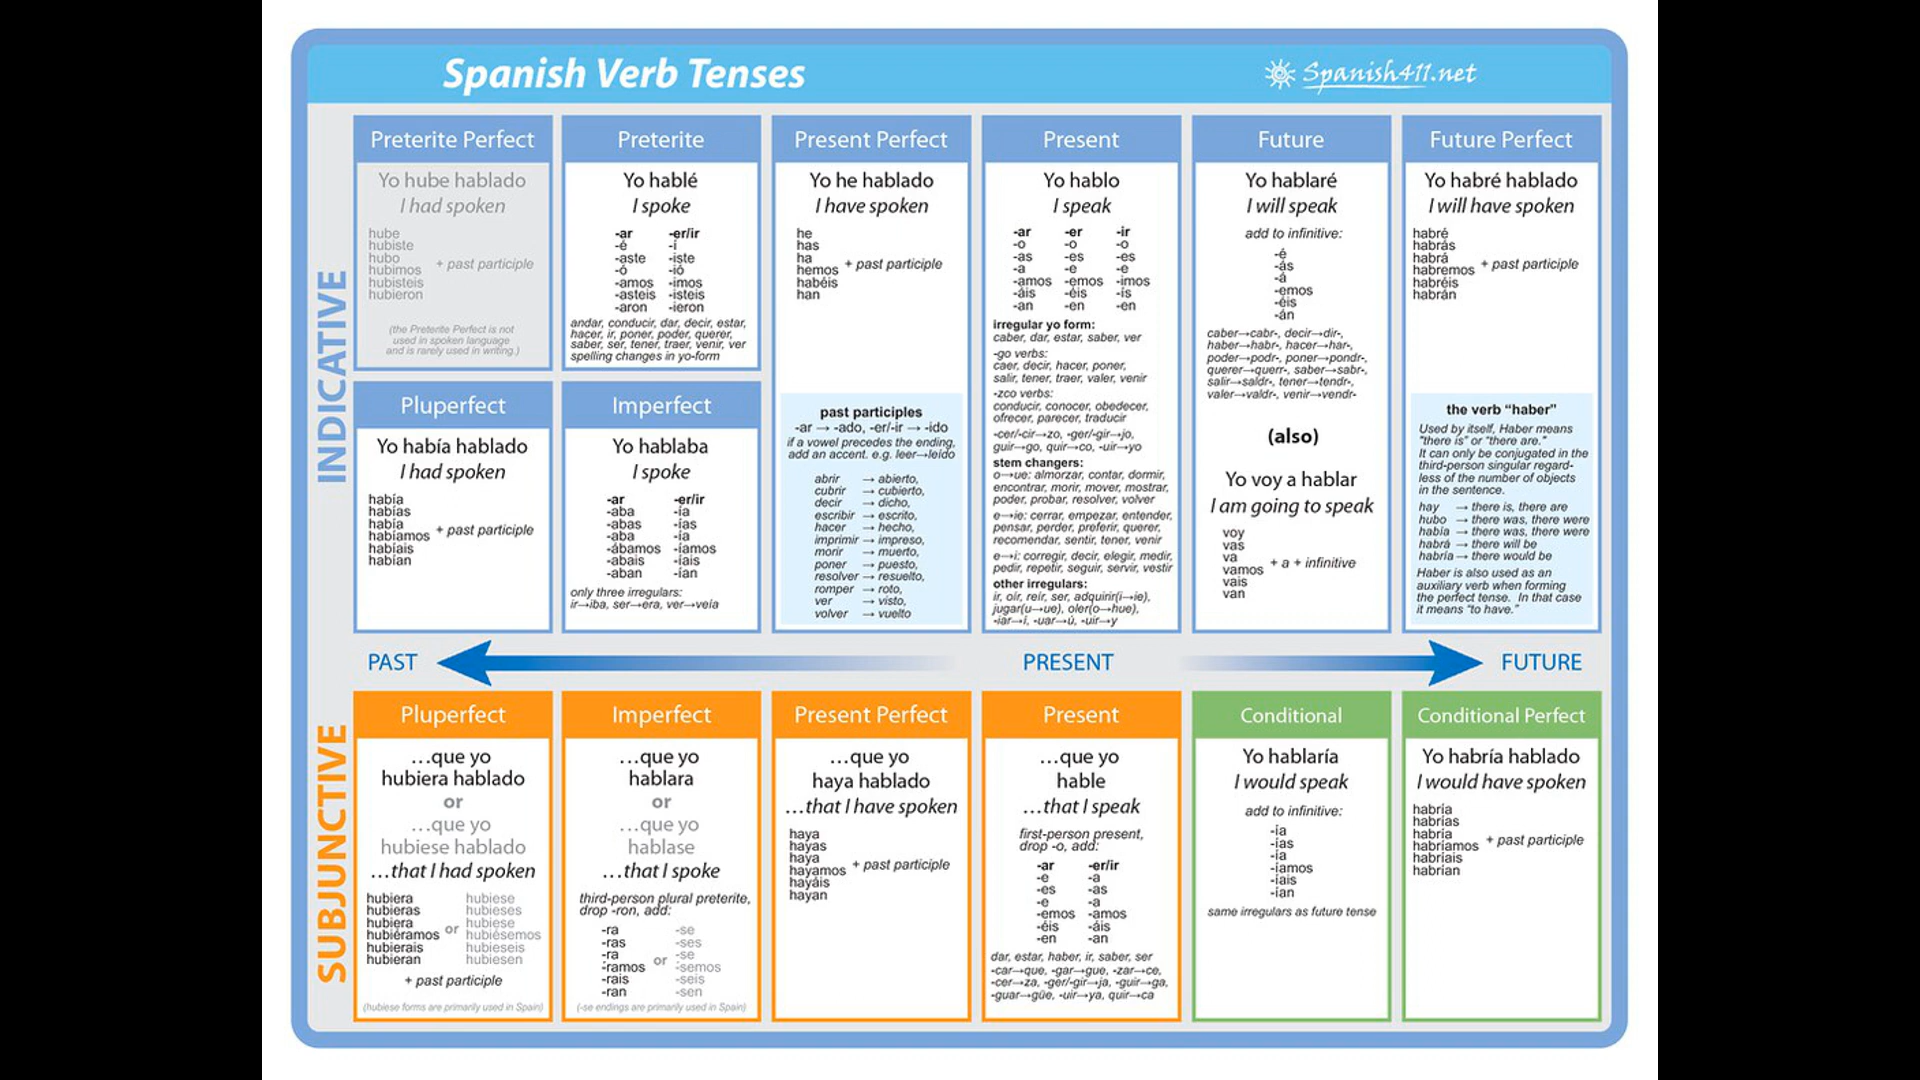 Spanish Verb Tenses
Spanish411.net
INDICATIVE
Preterite Perfect
Yo hube hablado
I had spoken
hube
hubiste
hubo
hubimos
hubisteis
hubieron
+ past participle
(the Preterite Perfect is not
used in spoken language
and is rarely used in writing.)
Preterite
Yo hablé
I spoke
-ar -er/ir
-é -í
-aste -iste
-ó -ió
-amos -imos
-asteis -isteis
-aron -ieron
andar, conducir, dar, decir, estar,
hacer, ir, poner, poder, querer,
saber, ser, tener, traer, venir, ver
spelling changes in yo-form
Pluperfect
Yo había hablado
I had spoken
había
habías
había
habíamos
habíais
habían
+ past participle
Imperfect
Yo hablaba
I spoke
-ar -er/ir
-aba -ía
-abas -ías
-aba -ía
-ábamos -íamos
-abais -íais
-aban -ían
only three irregulars:
ir→iba, ser→era, ver→veía
Present Perfect
Yo he hablado
I have spoken
he
has
ha
hemos
habéis
han
+ past participle
past participles
-ar → -ado, -er/-ir → -ido
if a vowel precedes the ending,
add an accent. e.g. leer→leído
abrir → abierto,
cubrir → cubierto,
decir → dicho,
escribir → escrito,
hacer → hecho,
imprimir → impreso,
morir → muerto,
poner → puesto,
resolver → resuelto,
romper → roto,
ver → visto,
volver → vuelto
Present
Yo hablo
I speak
-ar -er -ir
-o -o -o
-as -es -es
-a -e -e
-amos -emos -imos
-áis -éis -ís
-an -en -en
irregular yo form:
caber, dar, estar, saber, ver
-go verbs:
caer, decir, hacer, poner,
salir, tener, traer, valer, venir
-zco verbs:
conducir, conocer, obedecer,
ofrecer, parecer, traducir
-cer/-cir→zo, -ger/-gir→jo,
guir→go, quir→co, -uir→yo
stem changers:
o→ue: almorzar, contar, dormir,
encontrar, morir, mover, mostrar,
poder, probar, resolver, volver
e→ie: cerrar, empezar, entender,
pensar, perder, preferir, querer,
recomendar, sentir, tener, venir
e→i: corregir, decir, elegir, medir,
pedir, repetir, seguir, servir, vestir
other irregulars:
ir, oír, reír, ser, adquirir(i→ie),
jugar(u→ue), oler(o→hue),
-iar→í, -uar→ú, -uir→y
Future
Yo hablaré
I will speak
add to infinitive:
-é
-ás
-á
-emos
-éis
-án
caber→cabr-, decir→dir-,
haber→habr-, hacer→har-,
poder→podr-, poner→pondr-,
querer→querr-, saber→sabr-,
salir→saldr-, tener→tendr-,
valer→valdr-, venir→vendr-
(also)
Yo voy a hablar
I am going to speak
voy
vas
va
vamos
vais
van
+ a + infinitive
Future Perfect
Yo habré hablado
I will have spoken
habré
habrás
habrá
habremos
habréis
habrán
+ past participle
the verb "haber"
Used by itself, Haber means
"there is" or "there are."
It can only be conjugated in the
third-person singular regard-
less of the number of objects
in the sentence.
hay → there is, there are
hubo → there was, there were
había → there was, there were
habrá → there will be
habría → there would be
Haber is also used as an
auxiliary verb when forming
the perfect tense. In that case
it means "to have."
PAST
PRESENT
FUTURE
SUBJUNCTIVE
Pluperfect
...que yo
hubiera hablado
or
...que yo
hubiese hablado
...that I had spoken
hubiera
hubieras
hubiera
hubiéramos
hubierais
hubieran
or
hubiese
hubieses
hubiese
hubiésemos
hubieseis
hubiesen
+ past participle
(hubiese forms are primarily used in Spain)
Imperfect
...que yo
hablara
or
...que yo
hablase
...that I spoke
third-person plural preterite,
drop -ron, add:
-ra
-ras
-ra
-́ramos
-rais
-ran
or
-se
-ses
-se
-́semos
-seis
-sen
(-se endings are primarily used in Spain)
Present Perfect
...que yo
haya hablado
...that I have spoken
haya
hayas
haya
hayamos
hayáis
hayan
+ past participle
Present
...que yo
hable
...that I speak
first-person present,
drop -o, add:
-ar -er/ir
-e -a
-es -as
-e -a
-emos -amos
-éis -áis
-en -an
dar, estar, haber, ir, saber, ser
-car→que, -gar→gue, -zar→ce,
-cer→za, -ger/-gir→ja, -guir→ga,
-guar→güe, -uir→ya, quir→ca
Conditional
Yo hablaría
I would speak
add to infinitive:
-ía
-ías
-ía
-íamos
-íais
-ían
same irregulars as future tense
Conditional Perfect
Yo habría hablado
I would have spoken
habría
habrías
habría
habríamos
habríais
habrían
+ past participle